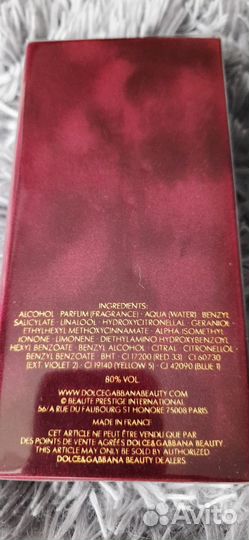 INGREDIENTS:
ALCOHOL · PARFUM (FRAGRANCE) · AQUA (WATER) · BENZYL
SALICYLATE · LINALOOL · HYDROXYCITRONELLAL · GERANIOL ·
ETHYLHEXYL METHOXYCINNAMATE · ALPHA-ISOMETHYL
IONONE · LIMONENE · DIETHYLAMINO HYDROXYBENZOYL
HEXYL BENZOATE · BENZYL ALCOHOL · CITRAL · CITRONELLOL ·
BENZYL BENZOATE · BHT · CI 17200 (RED 33) · CI 60730
(EXT. VIOLET 2) · CI 19140 (YELLOW 5) · CI 42090 (BLUE 1)
80% VOL
WWW.DOLCEGABBANABEAUTY.COM
© BEAUTE PRESTIGE INTERNATIONAL
56/A RUE DU FAUBOURG ST HONORE 75008 PARIS
MADE IN FRANCE
CET ARTICLE NE PEUT ÊTRE VENDU QUE PAR
DES POINTS DE VENTE AGRÉÉS DOLCE&GABBANA BEAUTY
THIS ARTICLE MAY ONLY BE SOLD BY AUTHORIZED
DOLCE&GABBANA BEAUTY DEALERS.
Avito